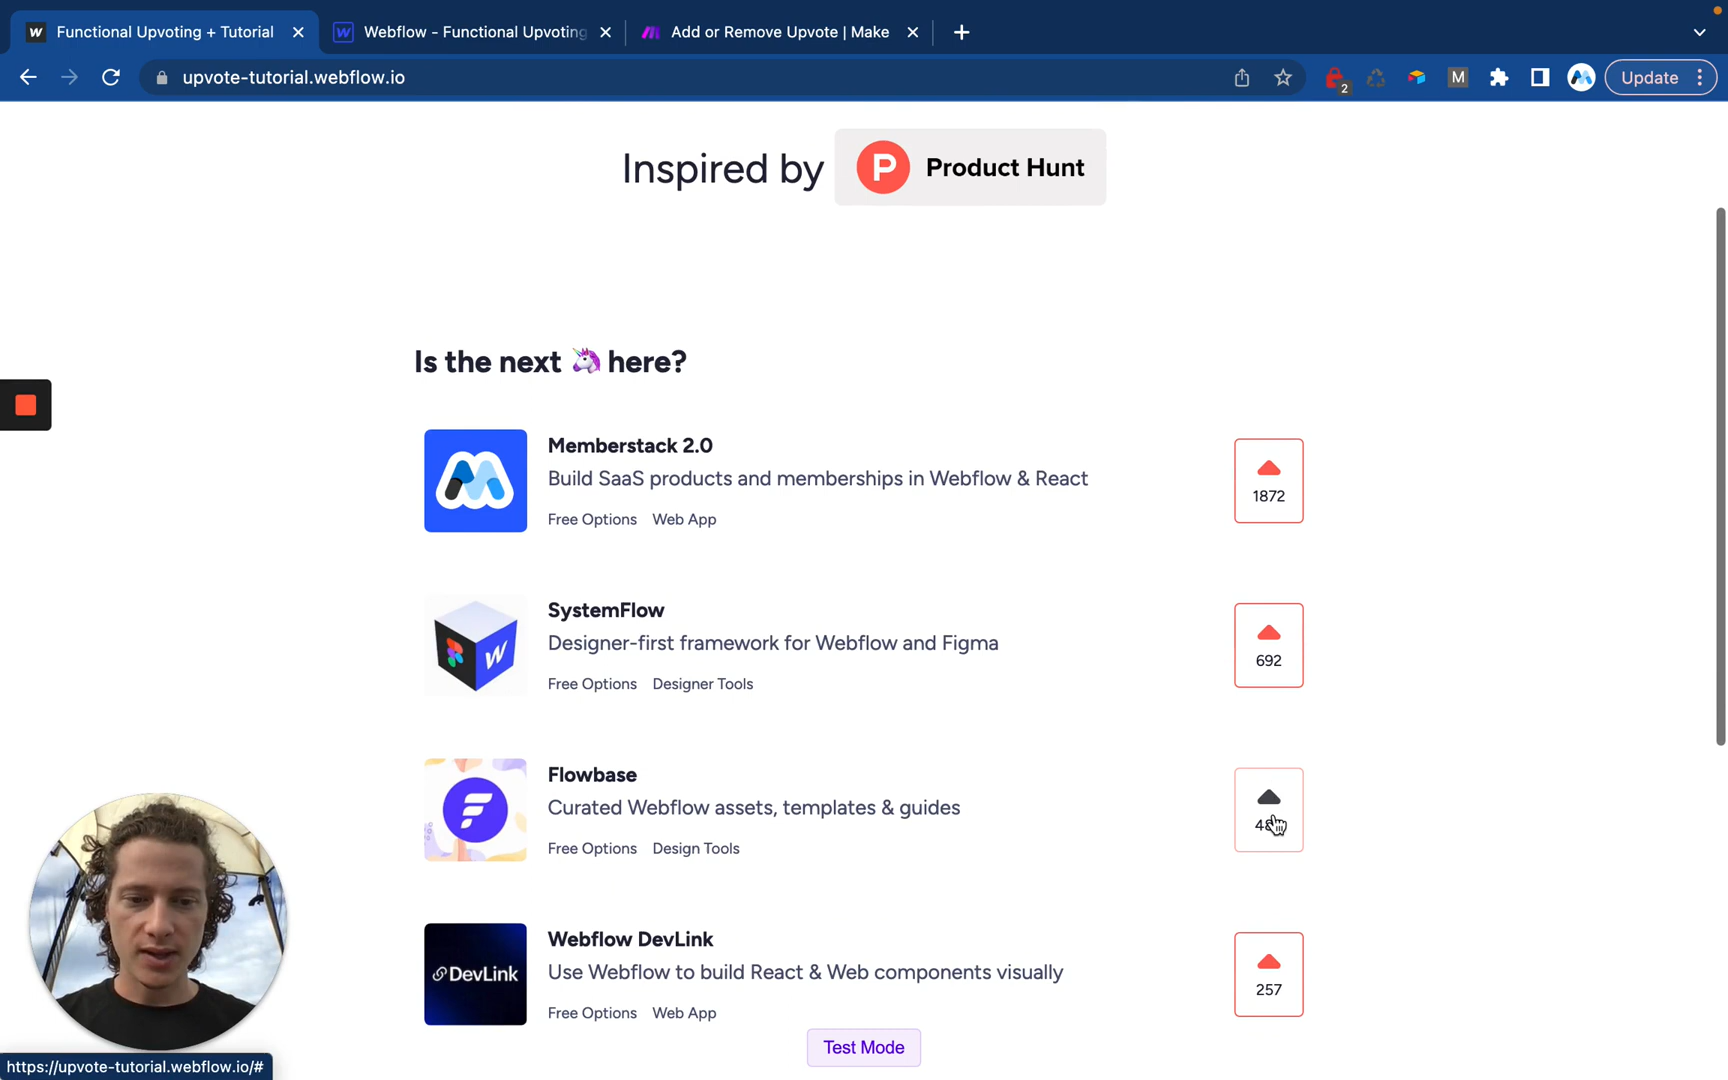 Functional Upvoting + Tutorial
Webflow - Functional Upvoting
Add or Remove Upvote | Make
upvote-tutorial.webflow.io
2
M
Update
Inspired by
P
Product Hunt
Is the next 🦄 here?
Memberstack 2.0
Build SaaS products and memberships in Webflow & React
Free Options Web App
1872
SystemFlow
Designer-first framework for Webflow and Figma
Free Options Designer Tools
692
Flowbase
Curated Webflow assets, templates & guides
Free Options Design Tools
DevLink
Webflow DevLink
Use Webflow to build React & Web components visually
Free Options Web App
257
Test Mode
https://upvote-tutorial.webflow.io/#